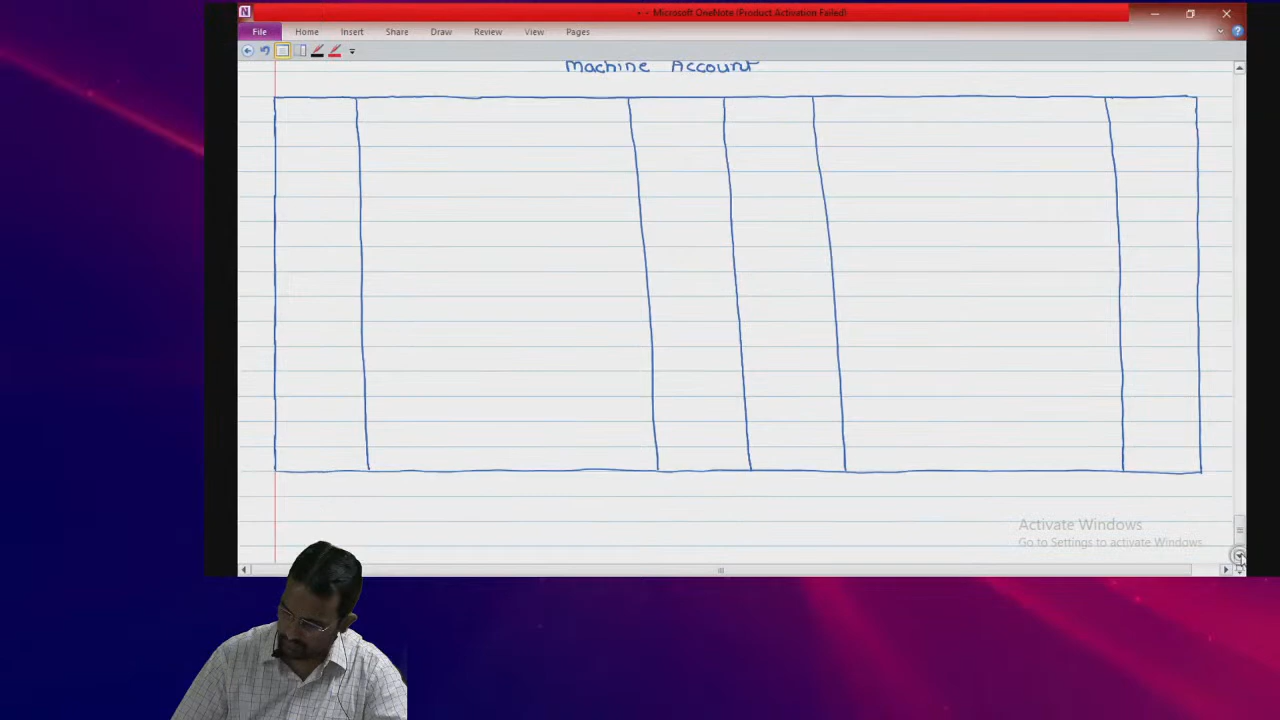 Microsoft OneNote (Product Activation Failed)
File Home Insert Share Draw Review View Pages
Machine Account
Activate Windows
Go to Settings to activate Windows.